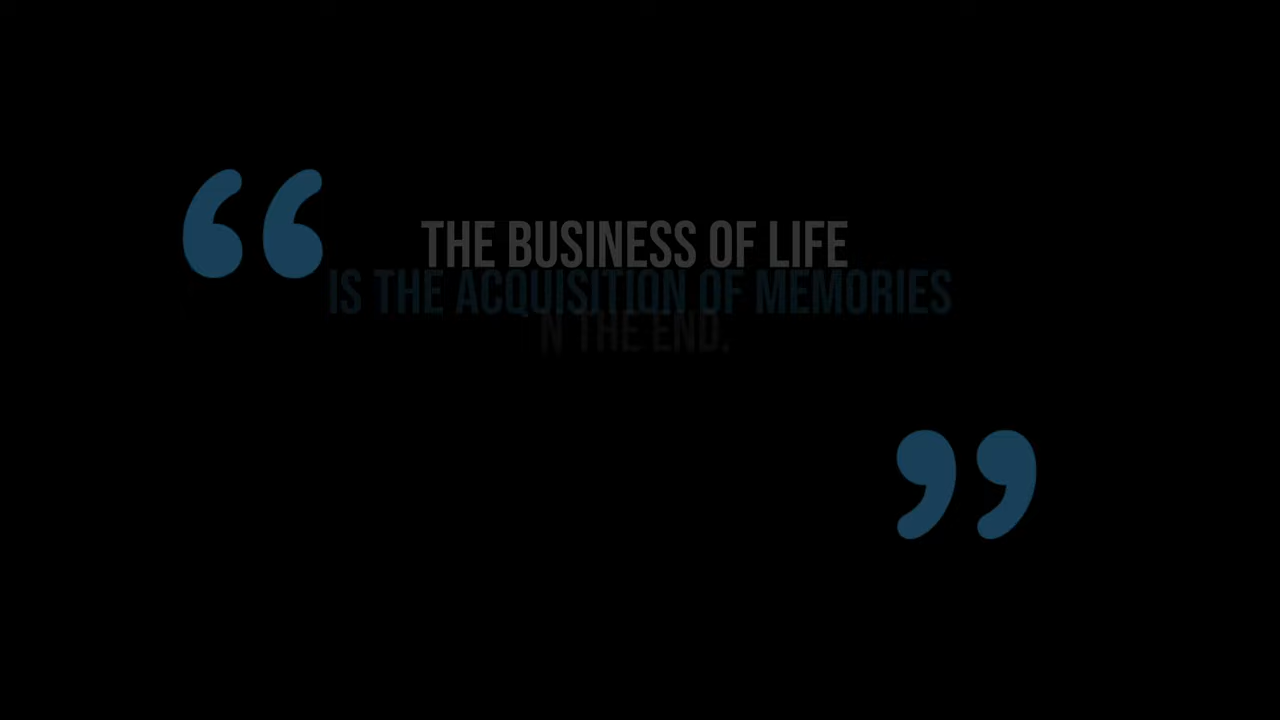 “
THE BUSINESS OF LIFE
IS THE ACQUISITION OF MEMORIES
N THE END.
”